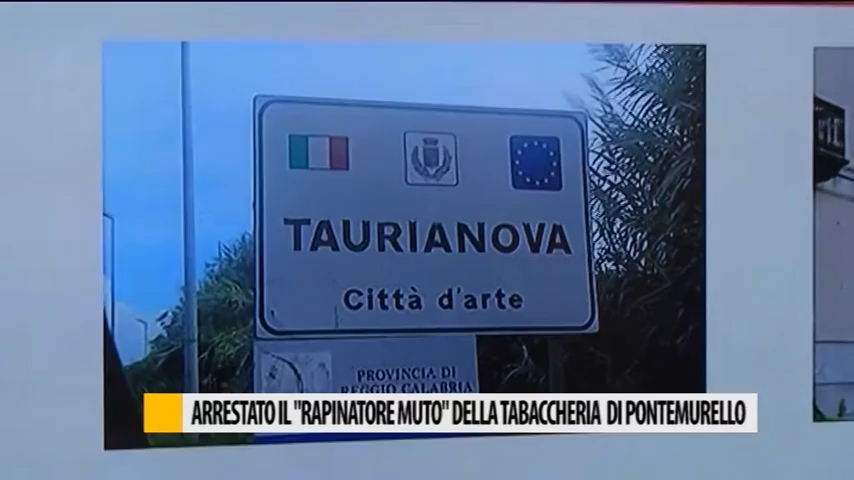 TAURIANOVA
Città d'arte
PROVINCIA DI
REGGIO CALABRIA
ARRESTATO IL "RAPINATORE MUTO" DELLA TABACCHERIA DI PONTEMURELLO